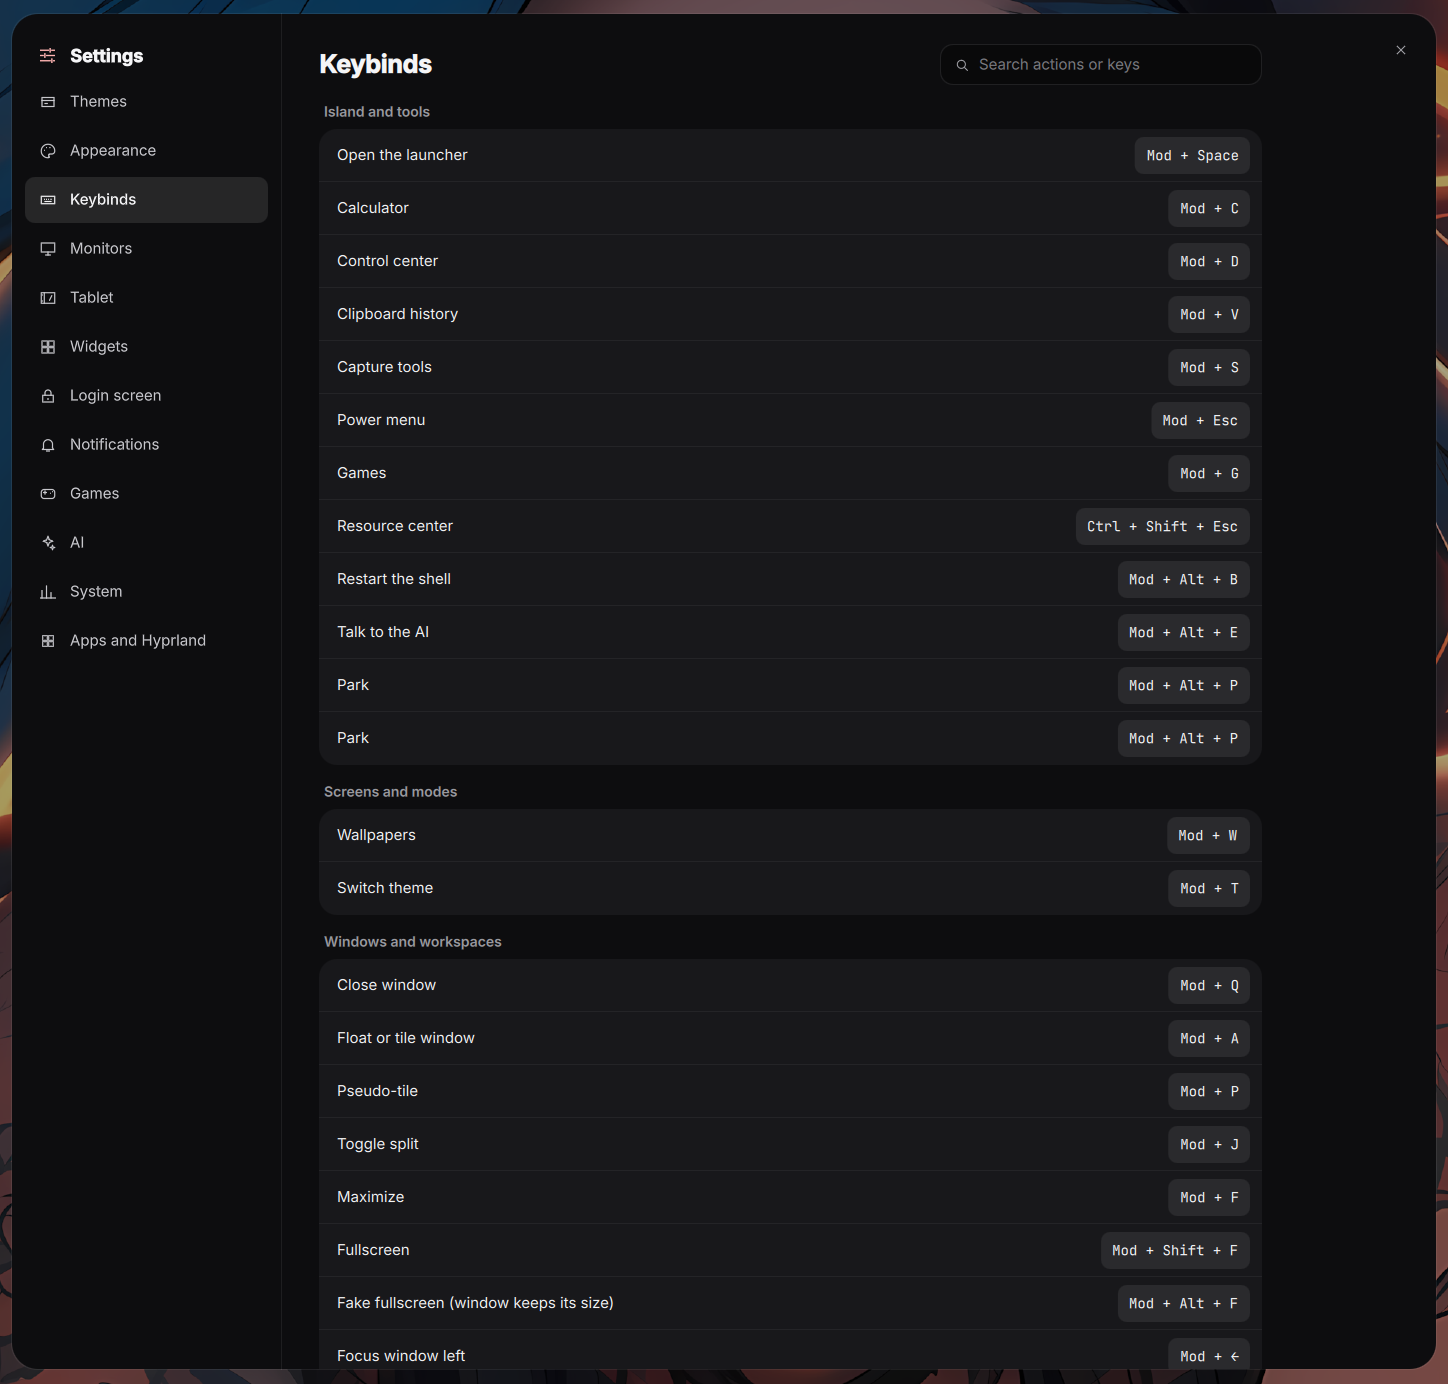 Settings
Themes
Appearance
Keybinds
Monitors
Tablet
Widgets
Login screen
Notifications
Games
AI
System
Apps and Hyprland
Keybinds
Search actions or keys
Island and tools
Open the launcher Mod + Space
Calculator Mod + C
Control center Mod + D
Clipboard history Mod + V
Capture tools Mod + S
Power menu Mod + Esc
Games Mod + G
Resource center Ctrl + Shift + Esc
Restart the shell Mod + Alt + B
Talk to the AI Mod + Alt + E
Park Mod + Alt + P
Park Mod + Alt + P
Screens and modes
Wallpapers Mod + W
Switch theme Mod + T
Windows and workspaces
Close window Mod + Q
Float or tile window Mod + A
Pseudo-tile Mod + P
Toggle split Mod + J
Maximize Mod + F
Fullscreen Mod + Shift + F
Fake fullscreen (window keeps its size) Mod + Alt + F
Focus window left Mod + ←